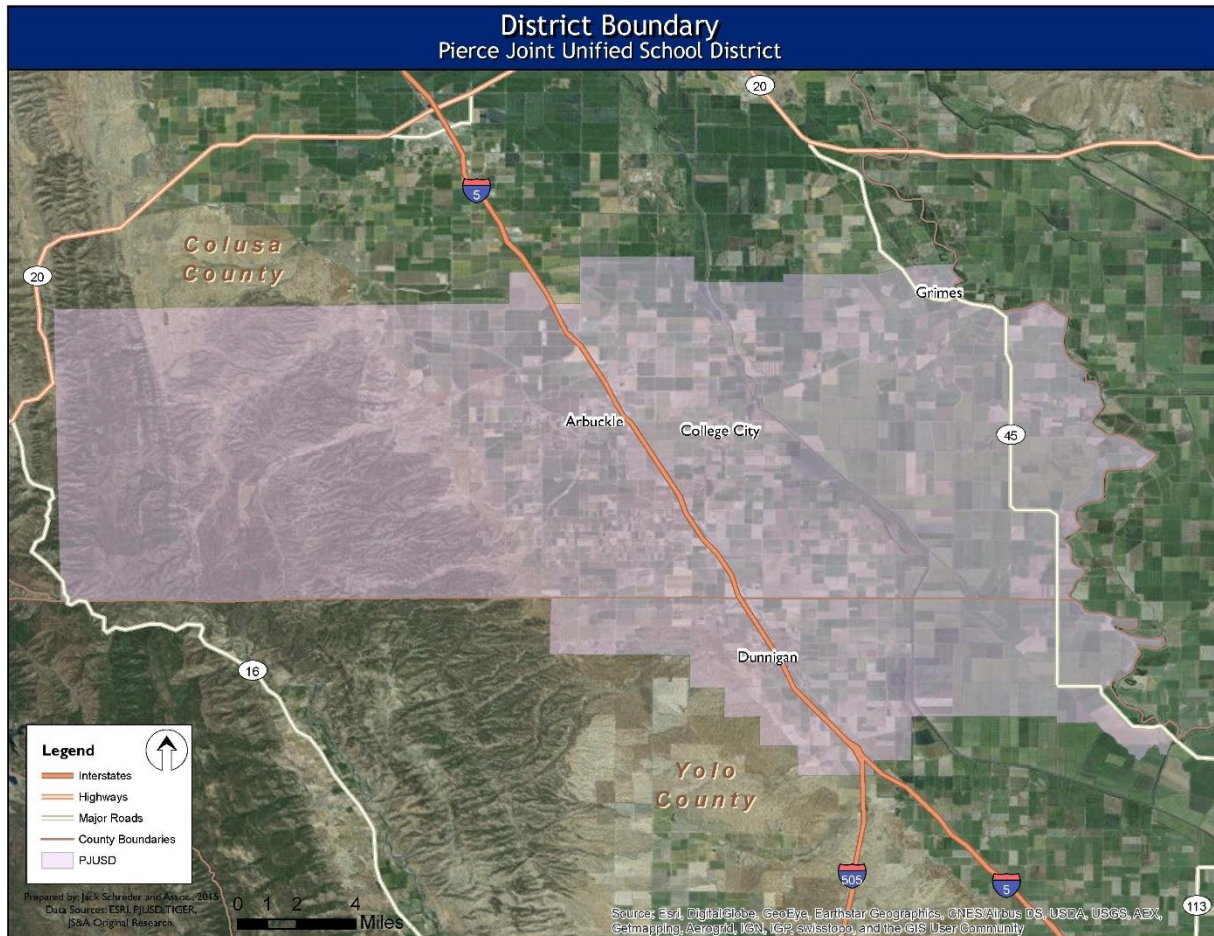 District Boundary
Pierce Joint Unified School District
20
20
5
Colusa
County
20
Grimes
Arbuckle
College City
45
Dunnigan
16
Yolo
County
505
5
113
Legend
Interstates
Highways
Major Roads
County Boundaries
PJUSD
Prepared by: Jack Schreder and Assoc., 2015
Data Sources: ESRI, PJUSD, TIGER,
JS&A Original Research.
0 2 4
Miles
Source: Esri, DigitalGlobe, GeoEye, Earthstar Geographics, CNES/Airbus DS, USDA, USGS, AEX,
Getmapping, Aerogrid, IGN, IGP, swisstopo, and the GIS User Community